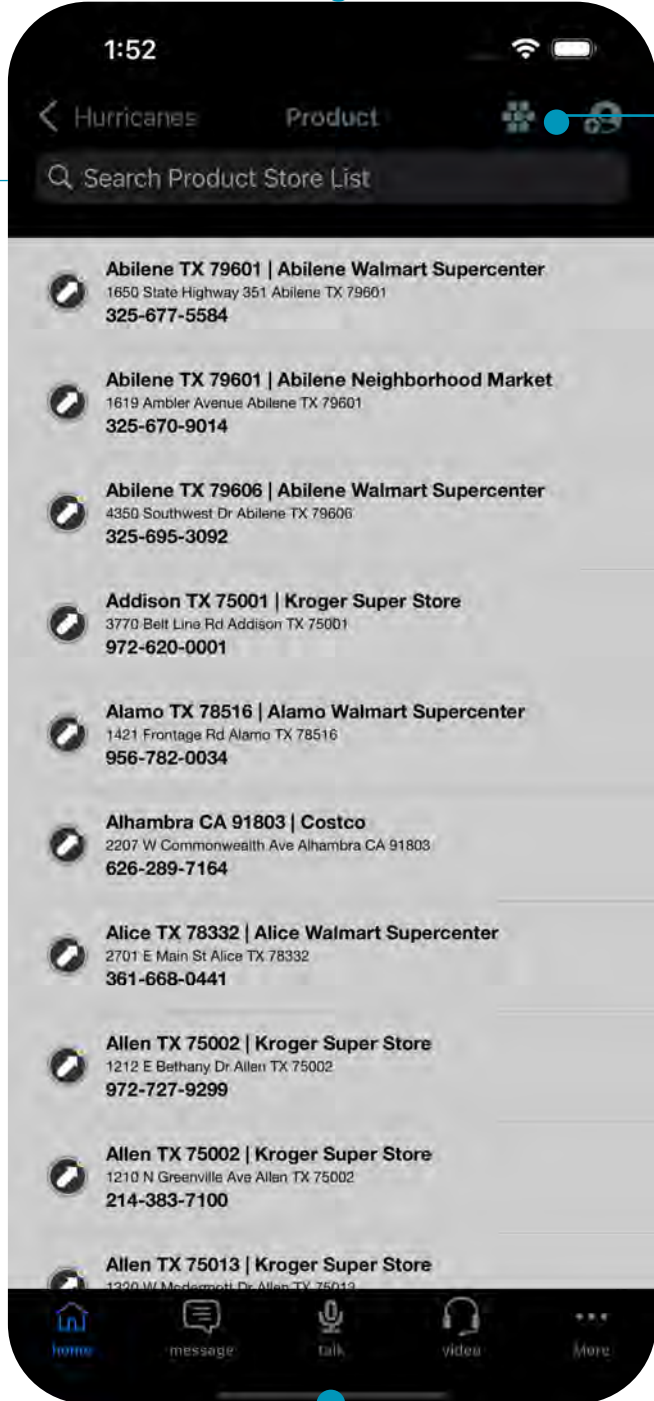 1:52
Hurricanes Product
Search Product Store List
Abilene TX 79601 | Abilene Walmart Supercenter
1650 State Highway 351 Abilene TX 79601
325-677-5584
Abilene TX 79601 | Abilene Neighborhood Market
1619 Ambler Avenue Abilene TX 79601
325-670-9014
Abilene TX 79606 | Abilene Walmart Supercenter
4350 Southwest Dr Abilene TX 79606
325-695-3092
Addison TX 75001 | Kroger Super Store
3770 Belt Line Rd Addison TX 75001
972-620-0001
Alamo TX 78516 | Alamo Walmart Supercenter
1421 Frontage Rd Alamo TX 78516
956-782-0034
Alhambra CA 91803 | Costco
2207 W Commonwealth Ave Alhambra CA 91803
626-289-7164
Alice TX 78332 | Alice Walmart Supercenter
2701 E Main St Alice TX 78332
361-668-0441
Allen TX 75002 | Kroger Super Store
1212 E Bethany Dr Allen TX 75002
972-727-9299
Allen TX 75002 | Kroger Super Store
1210 N Greenville Ave Allen TX 75002
214-383-7100
Allen TX 75013 | Kroger Super Store
1320 W Mcdermott Dr Allen TX 75013
home message talk video More